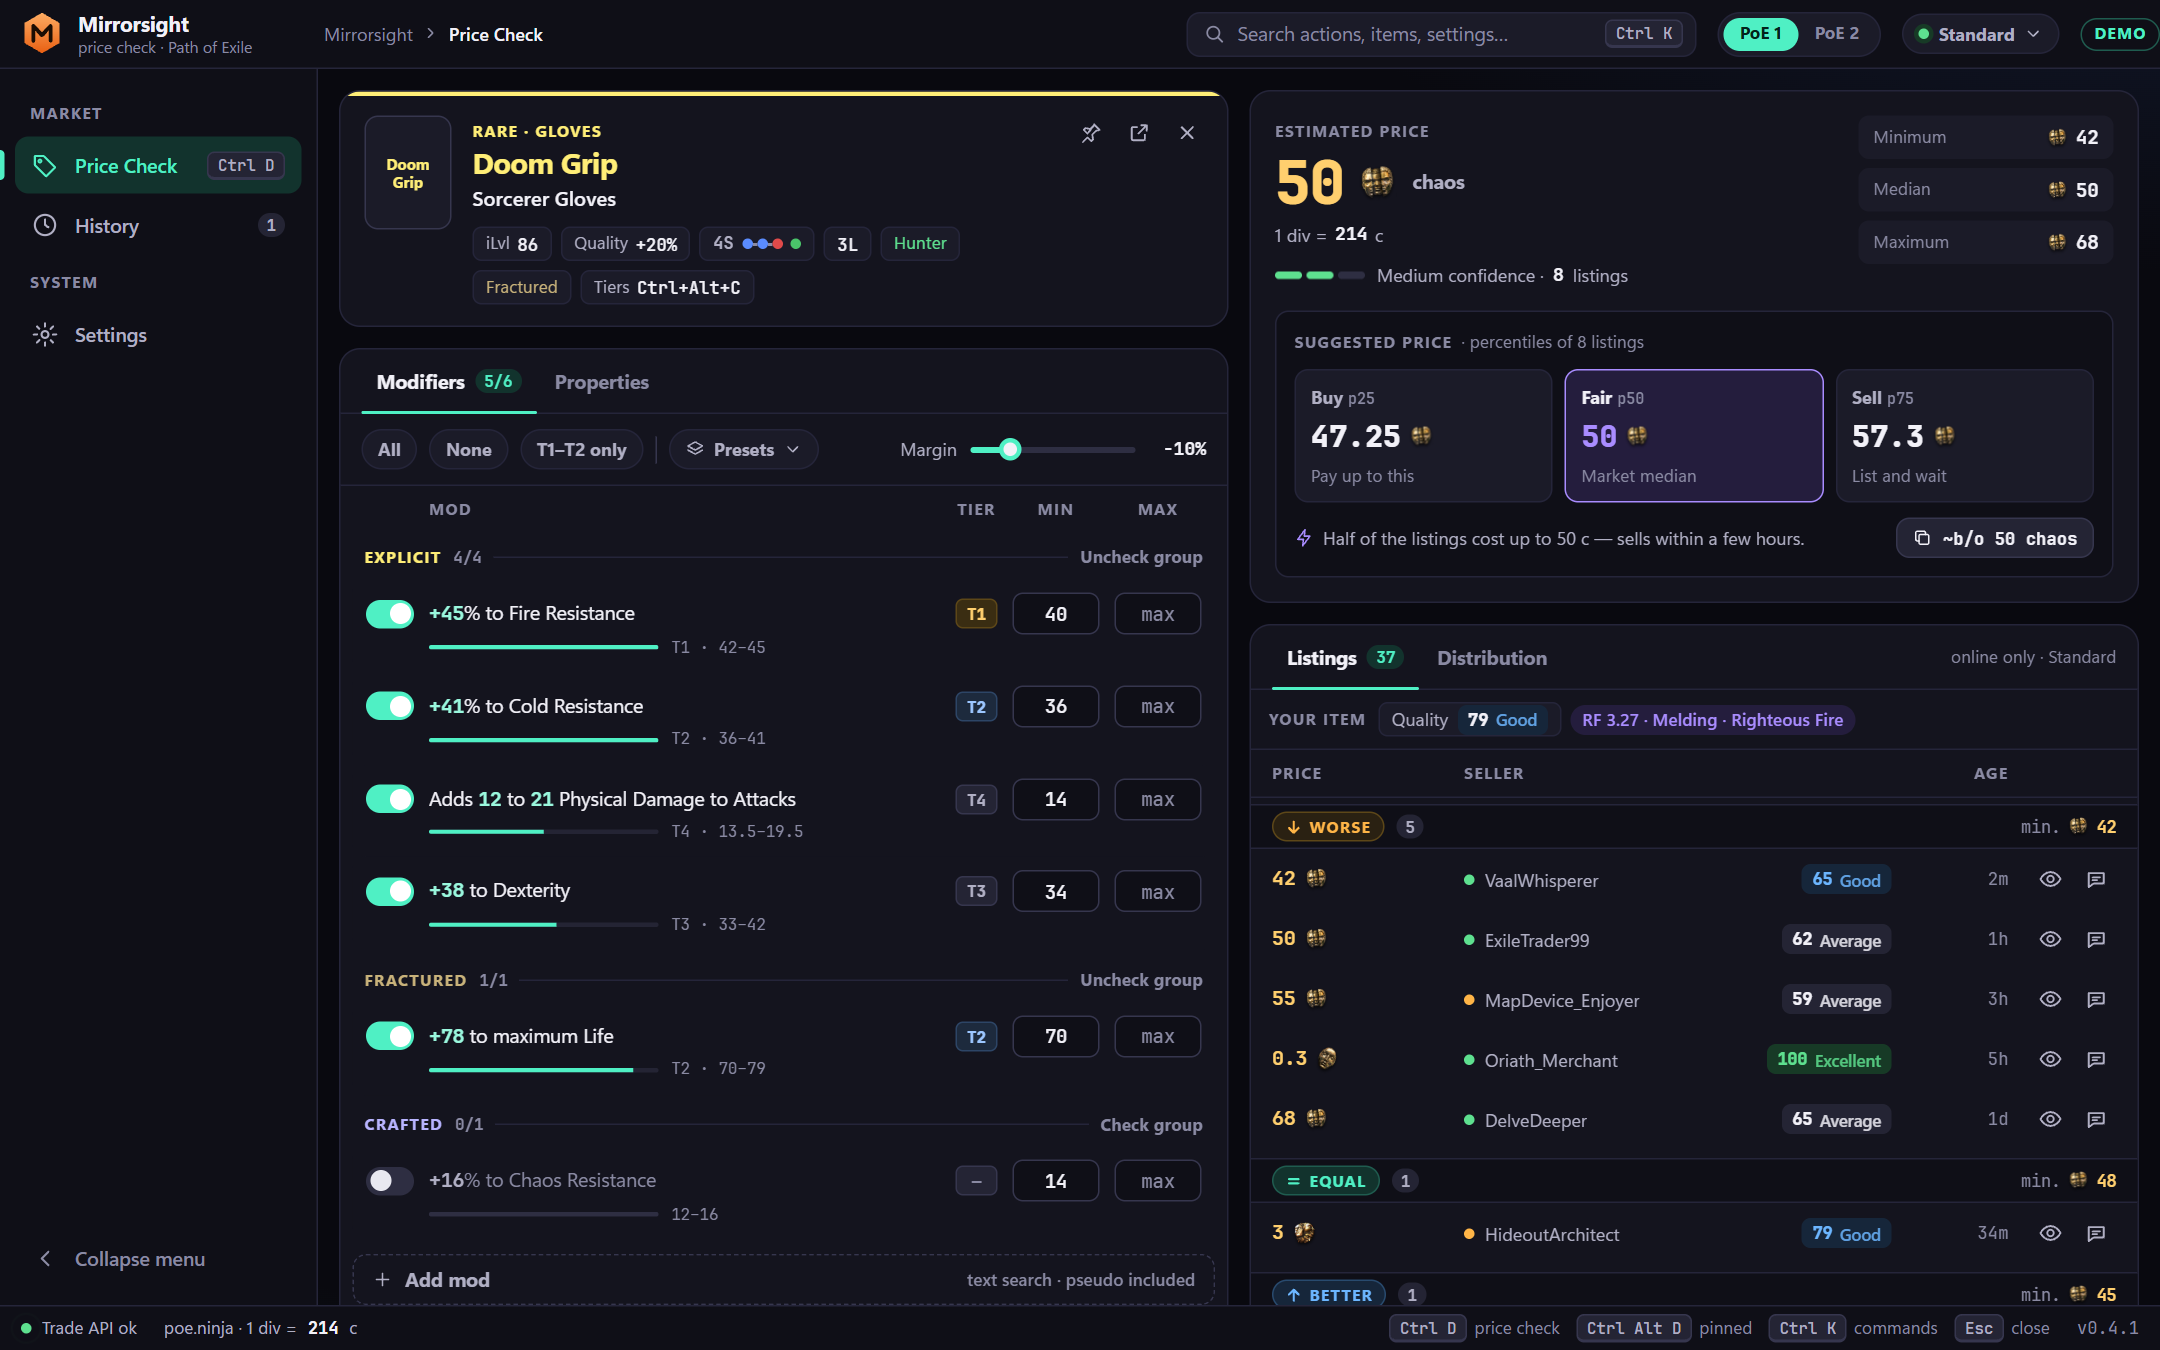 Mirrorsight
price check · Path of Exile
Mirrorsight > Price Check
Search actions, items, settings... Ctrl K
PoE 1 PoE 2
Standard
DEMO
MARKET
Price Check Ctrl D
History 1
SYSTEM
Settings
Collapse menu
Doom
Grip
RARE · GLOVES
Doom Grip
Sorcerer Gloves
iLvl 86 Quality +20% 4S 3L Hunter
Fractured Tiers Ctrl+Alt+C
Modifiers 5/6 Properties
All None T1–T2 only Presets Margin -10%
MOD TIER MIN MAX
EXPLICIT 4/4 Uncheck group
+45% to Fire Resistance T1 40 max
T1 · 42–45
+41% to Cold Resistance T2 36 max
T2 · 36–41
Adds 12 to 21 Physical Damage to Attacks T4 14 max
T4 · 13.5–19.5
+38 to Dexterity T3 34 max
T3 · 33–42
FRACTURED 1/1 Uncheck group
+78 to maximum Life T2 70 max
T2 · 70–79
CRAFTED 0/1 Check group
+16% to Chaos Resistance — 14 max
12–16
+ Add mod text search · pseudo included
ESTIMATED PRICE
50 chaos
1 div = 214 c
Medium confidence · 8 listings
Minimum 42
Median 50
Maximum 68
SUGGESTED PRICE · percentiles of 8 listings
Buy p25
47.25
Pay up to this
Fair p50
50
Market median
Sell p75
57.3
List and wait
Half of the listings cost up to 50 c — sells within a few hours.
~b/o 50 chaos
Listings 37 Distribution online only · Standard
YOUR ITEM Quality 79 Good RF 3.27 · Melding · Righteous Fire
PRICE SELLER AGE
↓ WORSE 5 min. 42
42 VaalWhisperer 65 Good 2m
50 ExileTrader99 62 Average 1h
55 MapDevice_Enjoyer 59 Average 3h
0.3 Oriath_Merchant 100 Excellent 5h
68 DelveDeeper 65 Average 1d
= EQUAL 1 min. 48
3 HideoutArchitect 79 Good 34m
↑ BETTER 1 min. 45
Trade API ok poe.ninja · 1 div = 214 c
Ctrl D price check Ctrl Alt D pinned Ctrl K commands Esc close v0.4.1